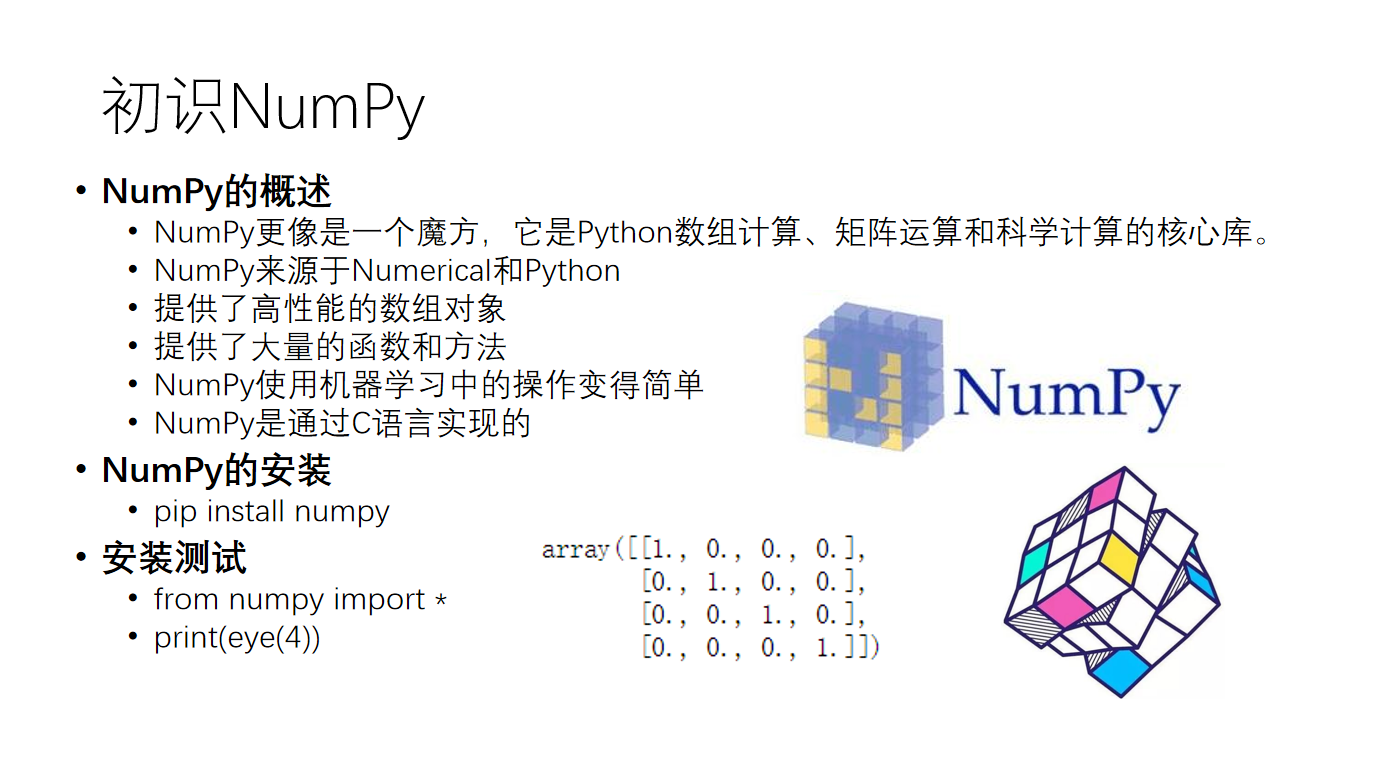 初识NumPy
• NumPy的概述
• NumPy更像是一个魔方，它是Python数组计算、矩阵运算和科学计算的核心库。
• NumPy来源于Numerical和Python
• 提供了高性能的数组对象
• 提供了大量的函数和方法
• NumPy使用机器学习中的操作变得简单
• NumPy是通过C语言实现的
NumPy
• NumPy的安装
• pip install numpy
• 安装测试
• from numpy import *
• print(eye(4))
array([[1., 0., 0., 0.],
[0., 1., 0., 0.],
[0., 0., 1., 0.],
[0., 0., 0., 1.]])